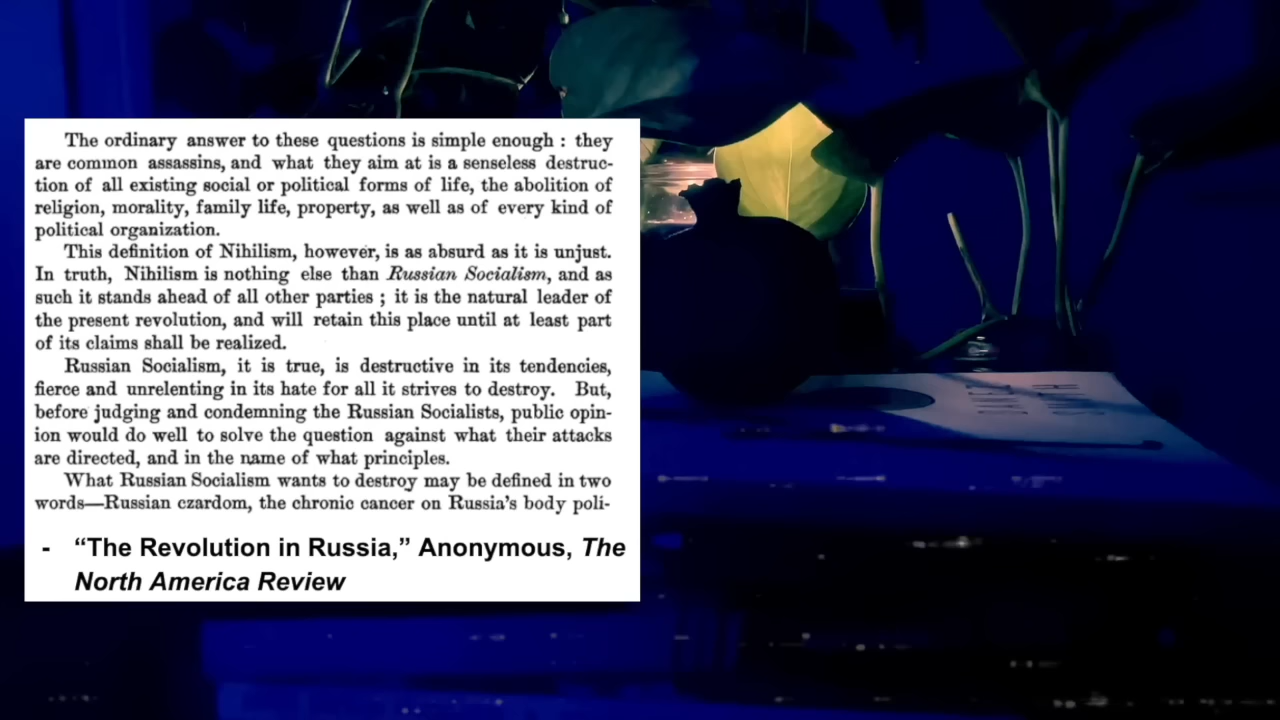 The ordinary answer to these questions is simple enough : they
are common assassins, and what they aim at is a senseless destruc-
tion of all existing social or political forms of life, the abolition of
religion, morality, family life, property, as well as of every kind of
political organization.
This definition of Nihilism, however, is as absurd as it is unjust.
In truth, Nihilism is nothing else than Russian Socialism, and as
such it stands ahead of all other parties ; it is the natural leader of
the present revolution, and will retain this place until at least part
of its claims shall be realized.
Russian Socialism, it is true, is destructive in its tendencies,
fierce and unrelenting in its hate for all it strives to destroy. But,
before judging and condemning the Russian Socialists, public opin-
ion would do well to solve the question against what their attacks
are directed, and in the name of what principles.
What Russian Socialism wants to destroy may be defined in two
words—Russian czardom, the chronic cancer on Russia's body poli-
- “The Revolution in Russia,” Anonymous, The
North America Review